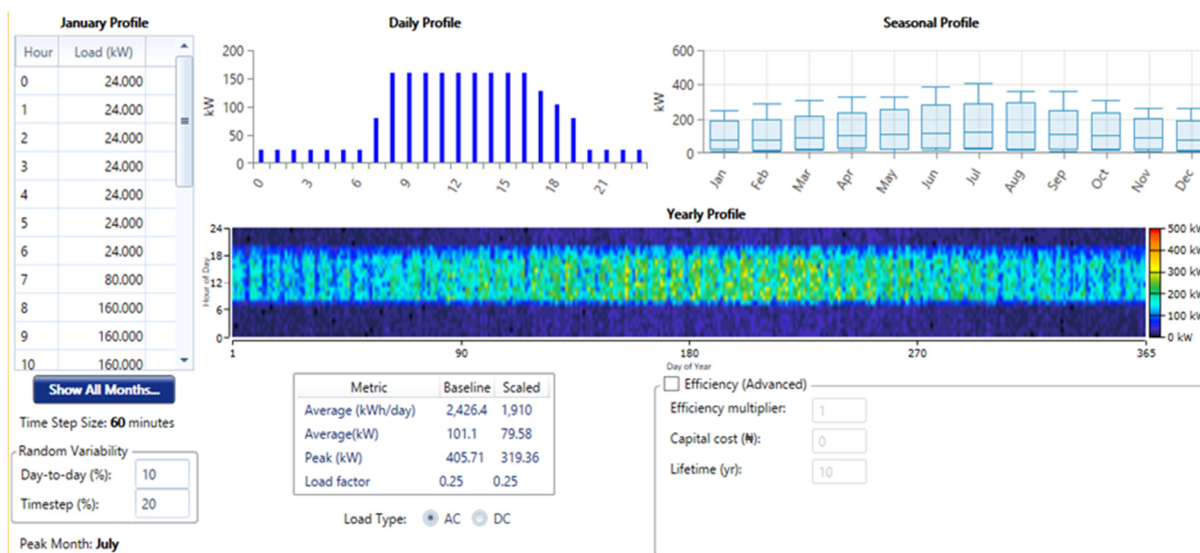 January Profile
Hour Load (kW)
0 24.000
1 24.000
2 24.000
3 24.000
4 24.000
5 24.000
6 24.000
7 80.000
8 160.000
9 160.000
10 160.000
Show All Months...
Time Step Size: 60 minutes
Random Variability
Day-to-day (%): 10
Timestep (%): 20
Peak Month: July
Daily Profile
kW
200
150
100
50
0
0 3 6 9 12 15 18 21
Seasonal Profile
kW
600
400
200
0
Jan Feb Mar Apr May Jun Jul Aug Sep Oct Nov Dec
Yearly Profile
Hour of Day
24
18
12
6
0
1 90 180 270 365
Day of Year
500 kW
400 kW
300 kW
200 kW
100 kW
0 kW
Metric Baseline Scaled
Average (kWh/day) 2,426.4 1,910
Average(kW) 101.1 79.58
Peak (kW) 405.71 319.36
Load factor 0.25 0.25
Load Type: AC DC
Efficiency (Advanced)
Efficiency multiplier: 1
Capital cost (₦): 0
Lifetime (yr): 10